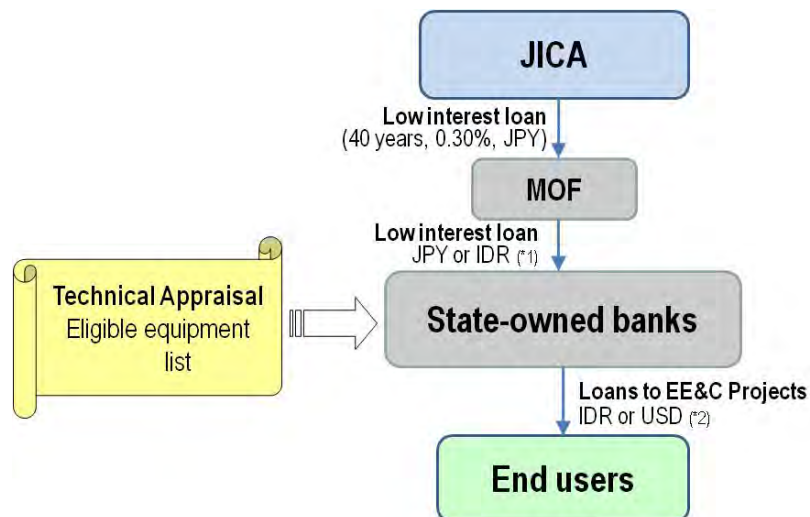 JICA
Low interest loan
(40 years, 0.30%, JPY)
MOF
Low interest loan
JPY or IDR (*1)
Technical Appraisal
Eligible equipment
list
State-owned banks
Loans to EE&C Projects
IDR or USD (*2)
End users